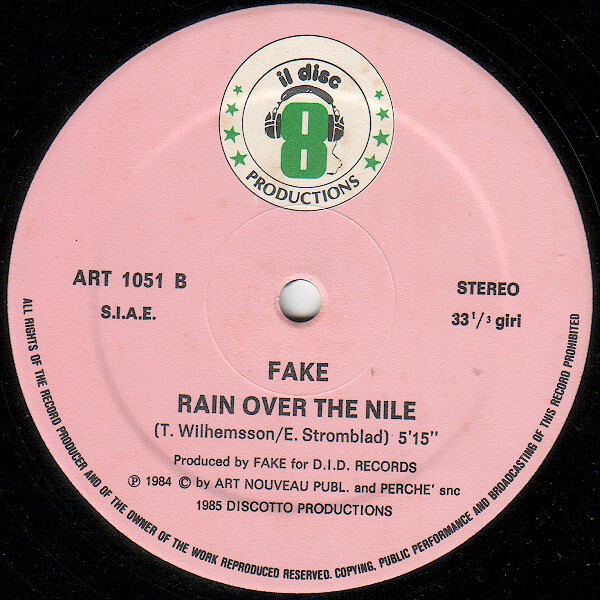 il disc
8
PRODUCTIONS
ART 1051 B
S.I.A.E.
STEREO
33 1/3 giri
FAKE
RAIN OVER THE NILE
(T. Wilhemsson/E. Stromblad) 5'15"
Produced by FAKE for D.I.D. RECORDS
℗ 1984 © by ART NOUVEAU PUBL. and PERCHE' snc
1985 DISCOTTO PRODUCTIONS
ALL RIGHTS OF THE RECORD PRODUCER AND OF THE OWNER OF THE WORK REPRODUCED RESERVED. COPYING, PUBLIC PERFORMANCE AND BROADCASTING OF THIS RECORD PROHIBITED